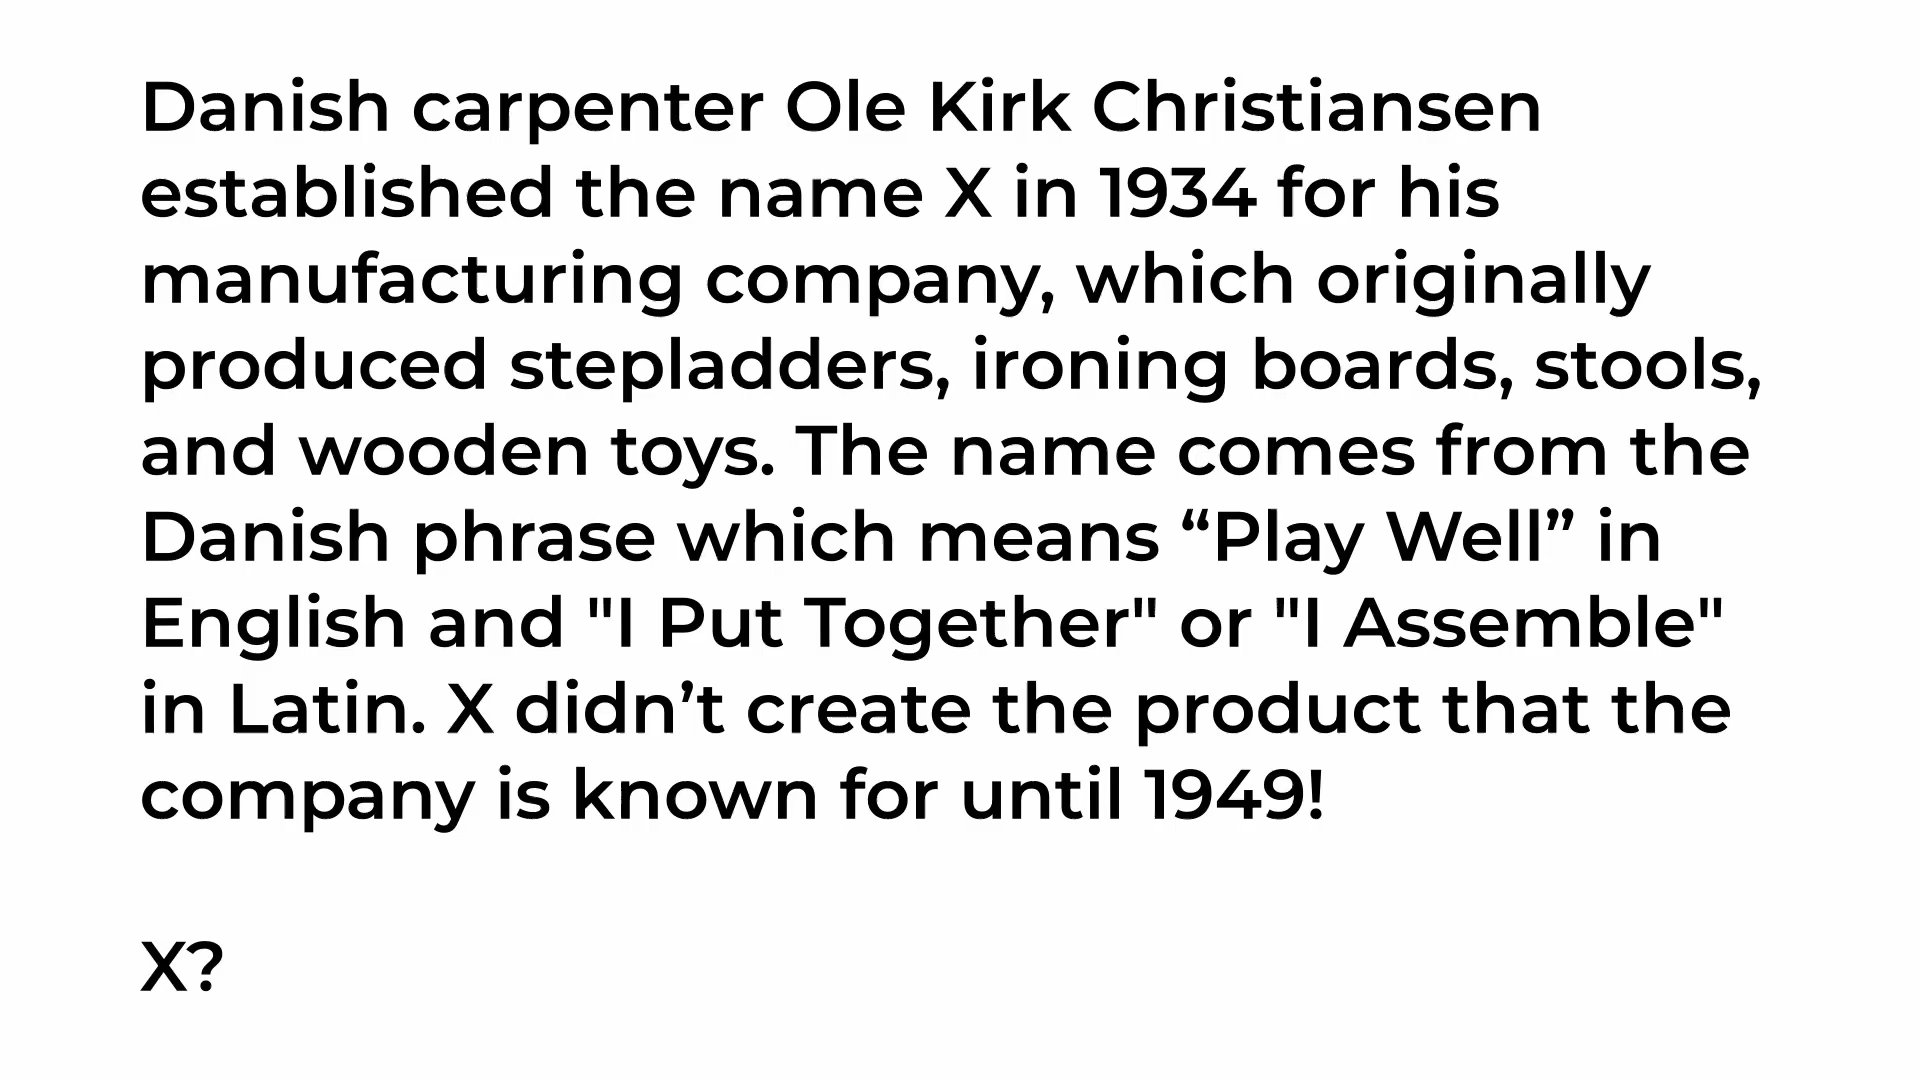 Danish carpenter Ole Kirk Christiansen
established the name X in 1934 for his
manufacturing company, which originally
produced stepladders, ironing boards, stools,
and wooden toys. The name comes from the
Danish phrase which means “Play Well” in
English and "I Put Together" or "I Assemble"
in Latin. X didn’t create the product that the
company is known for until 1949!
X?